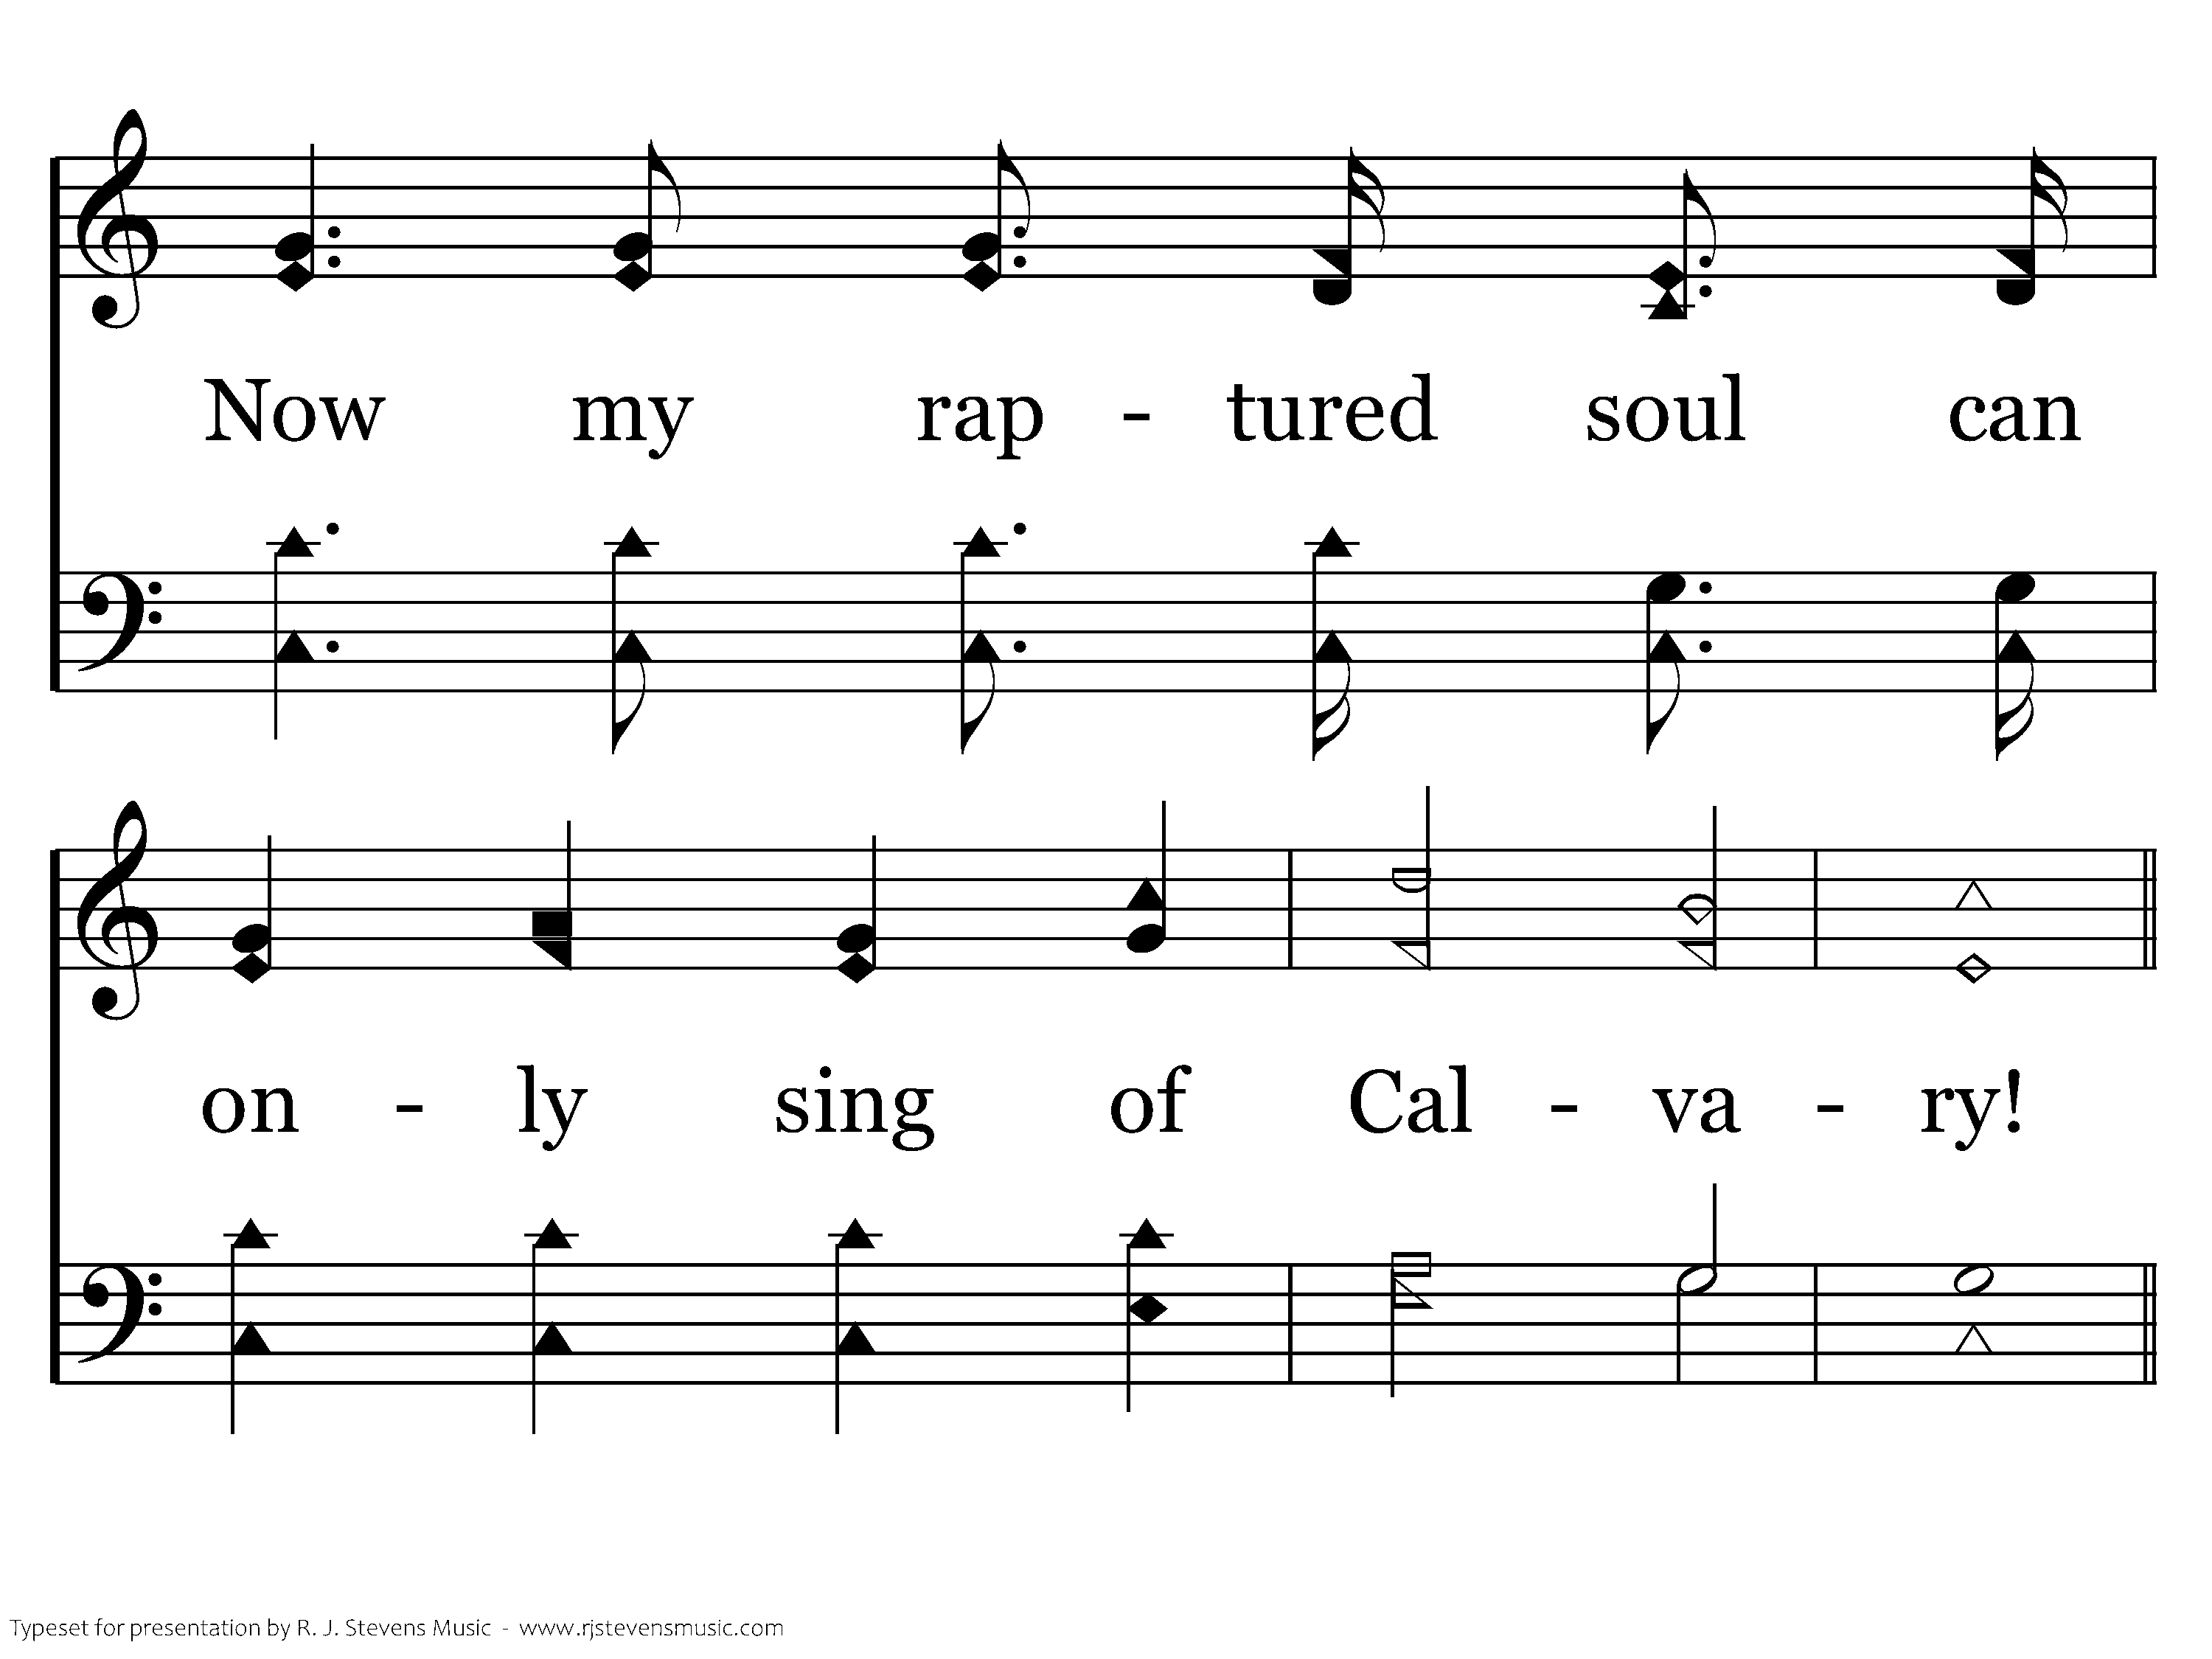 Now my rap - tured soul can
on - ly sing of Cal - va - ry!
Typeset for presentation by R. J. Stevens Music - www.rjstevensmusic.com